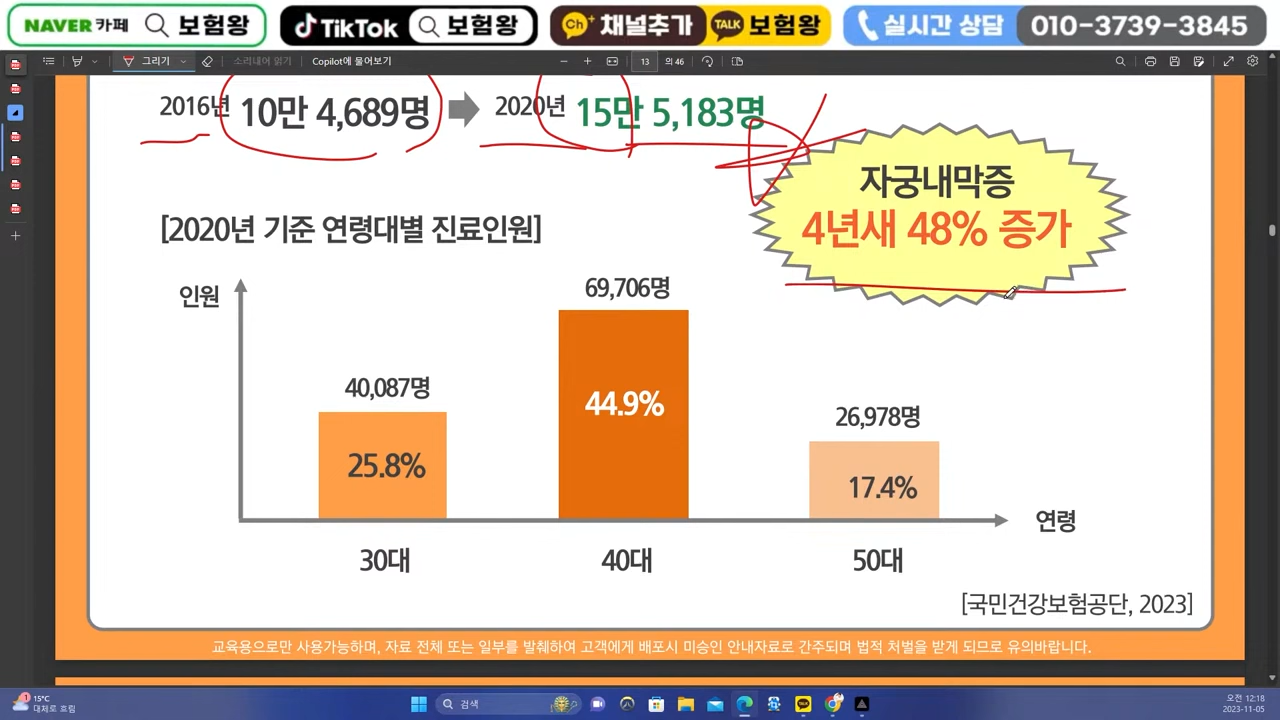 NAVER 카페 보험왕 TikTok 보험왕 Ch+ 채널추가 TALK 보험왕 실시간 상담 010-3739-3845
그리기 소리내어 읽기 Copilot에 물어보기 13 의 46
2016년 10만 4,689명 2020년 15만 5,183명
자궁내막증
4년새 48% 증가
[2020년 기준 연령대별 진료인원]
인원
69,706명
40,087명
44.9%
26,978명
25.8%
17.4%
연령
30대 40대 50대
[국민건강보험공단, 2023]
교육용으로만 사용가능하며, 자료 전체 또는 일부를 발췌하여 고객에게 배포시 미승인 안내자료로 간주되며 법적 처벌을 받게 되므로 유의바랍니다.
1 15°C
대체로 흐림
검색
오전 12:18
2023-11-05